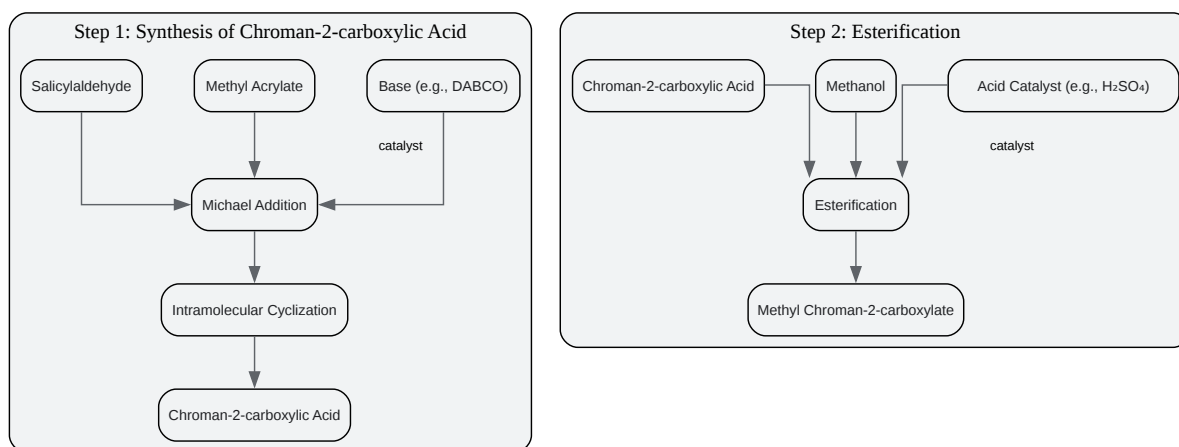 Step 1: Synthesis of Chroman-2-carboxylic Acid
Salicylaldehyde
Methyl Acrylate
Base (e.g., DABCO)
catalyst
Michael Addition
Intramolecular Cyclization
Chroman-2-carboxylic Acid
Step 2: Esterification
Chroman-2-carboxylic Acid
Methanol
Acid Catalyst (e.g., H₂SO₄)
catalyst
Esterification
Methyl Chroman-2-carboxylate